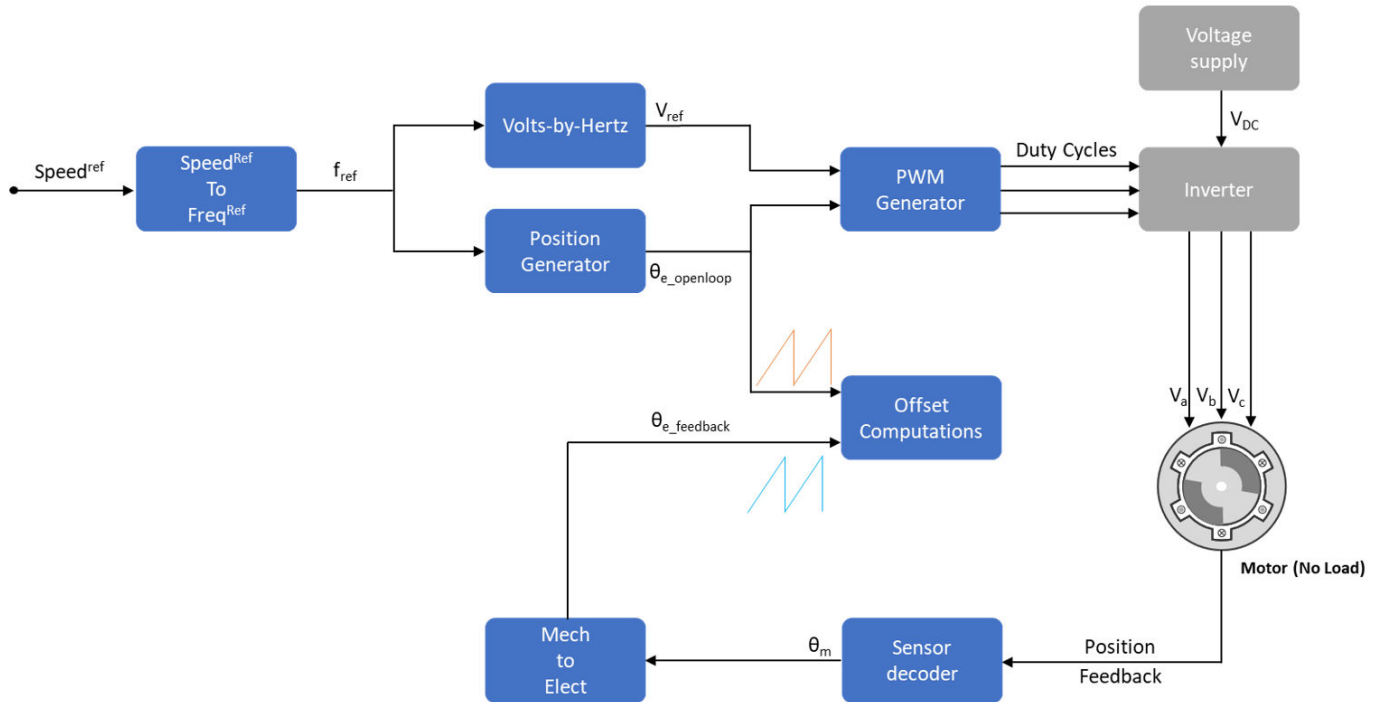 Voltage
supply
V_DC
Volts-by-Hertz
V_ref
Speed^ref
Speed^Ref
To
Freq^Ref
f_ref
PWM
Generator
Duty Cycles
Inverter
Position
Generator
θ_e_openloop
Offset
Computations
θ_e_feedback
V_a
V_b
V_c
Motor (No Load)
Mech
to
Elect
θ_m
Sensor
decoder
Position
Feedback